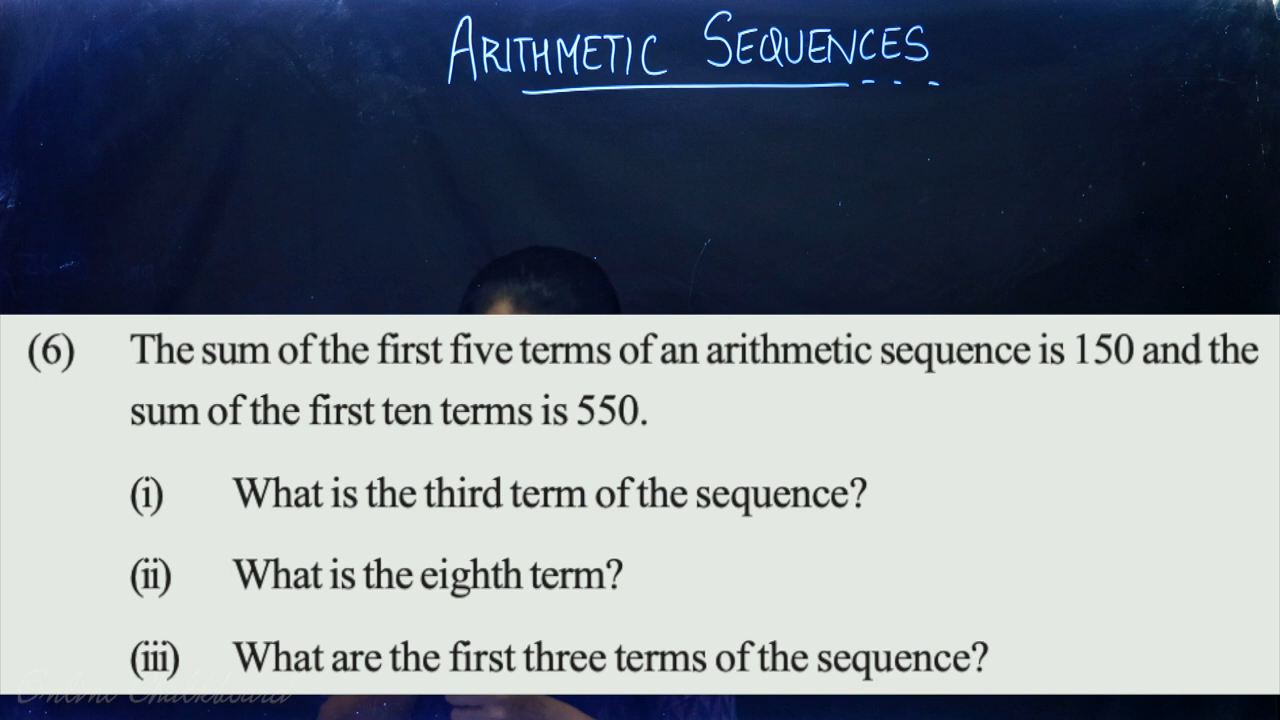 ARITHMETIC SEQUENCES
(6) The sum of the first five terms of an arithmetic sequence is 150 and the
sum of the first ten terms is 550.
(i) What is the third term of the sequence?
(ii) What is the eighth term?
(iii) What are the first three terms of the sequence?